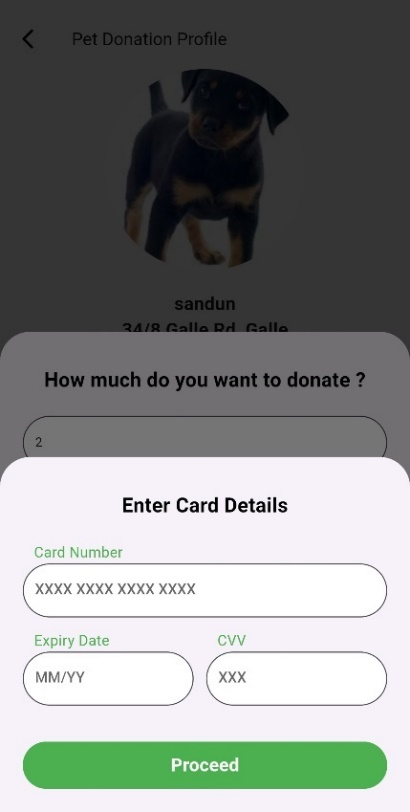 Pet Donation Profile
sandun
34/8 Galle Rd, Galle
How much do you want to donate ?
2
Enter Card Details
Card Number
XXXX XXXX XXXX XXXX
Expiry Date CVV
MM/YY XXX
Proceed